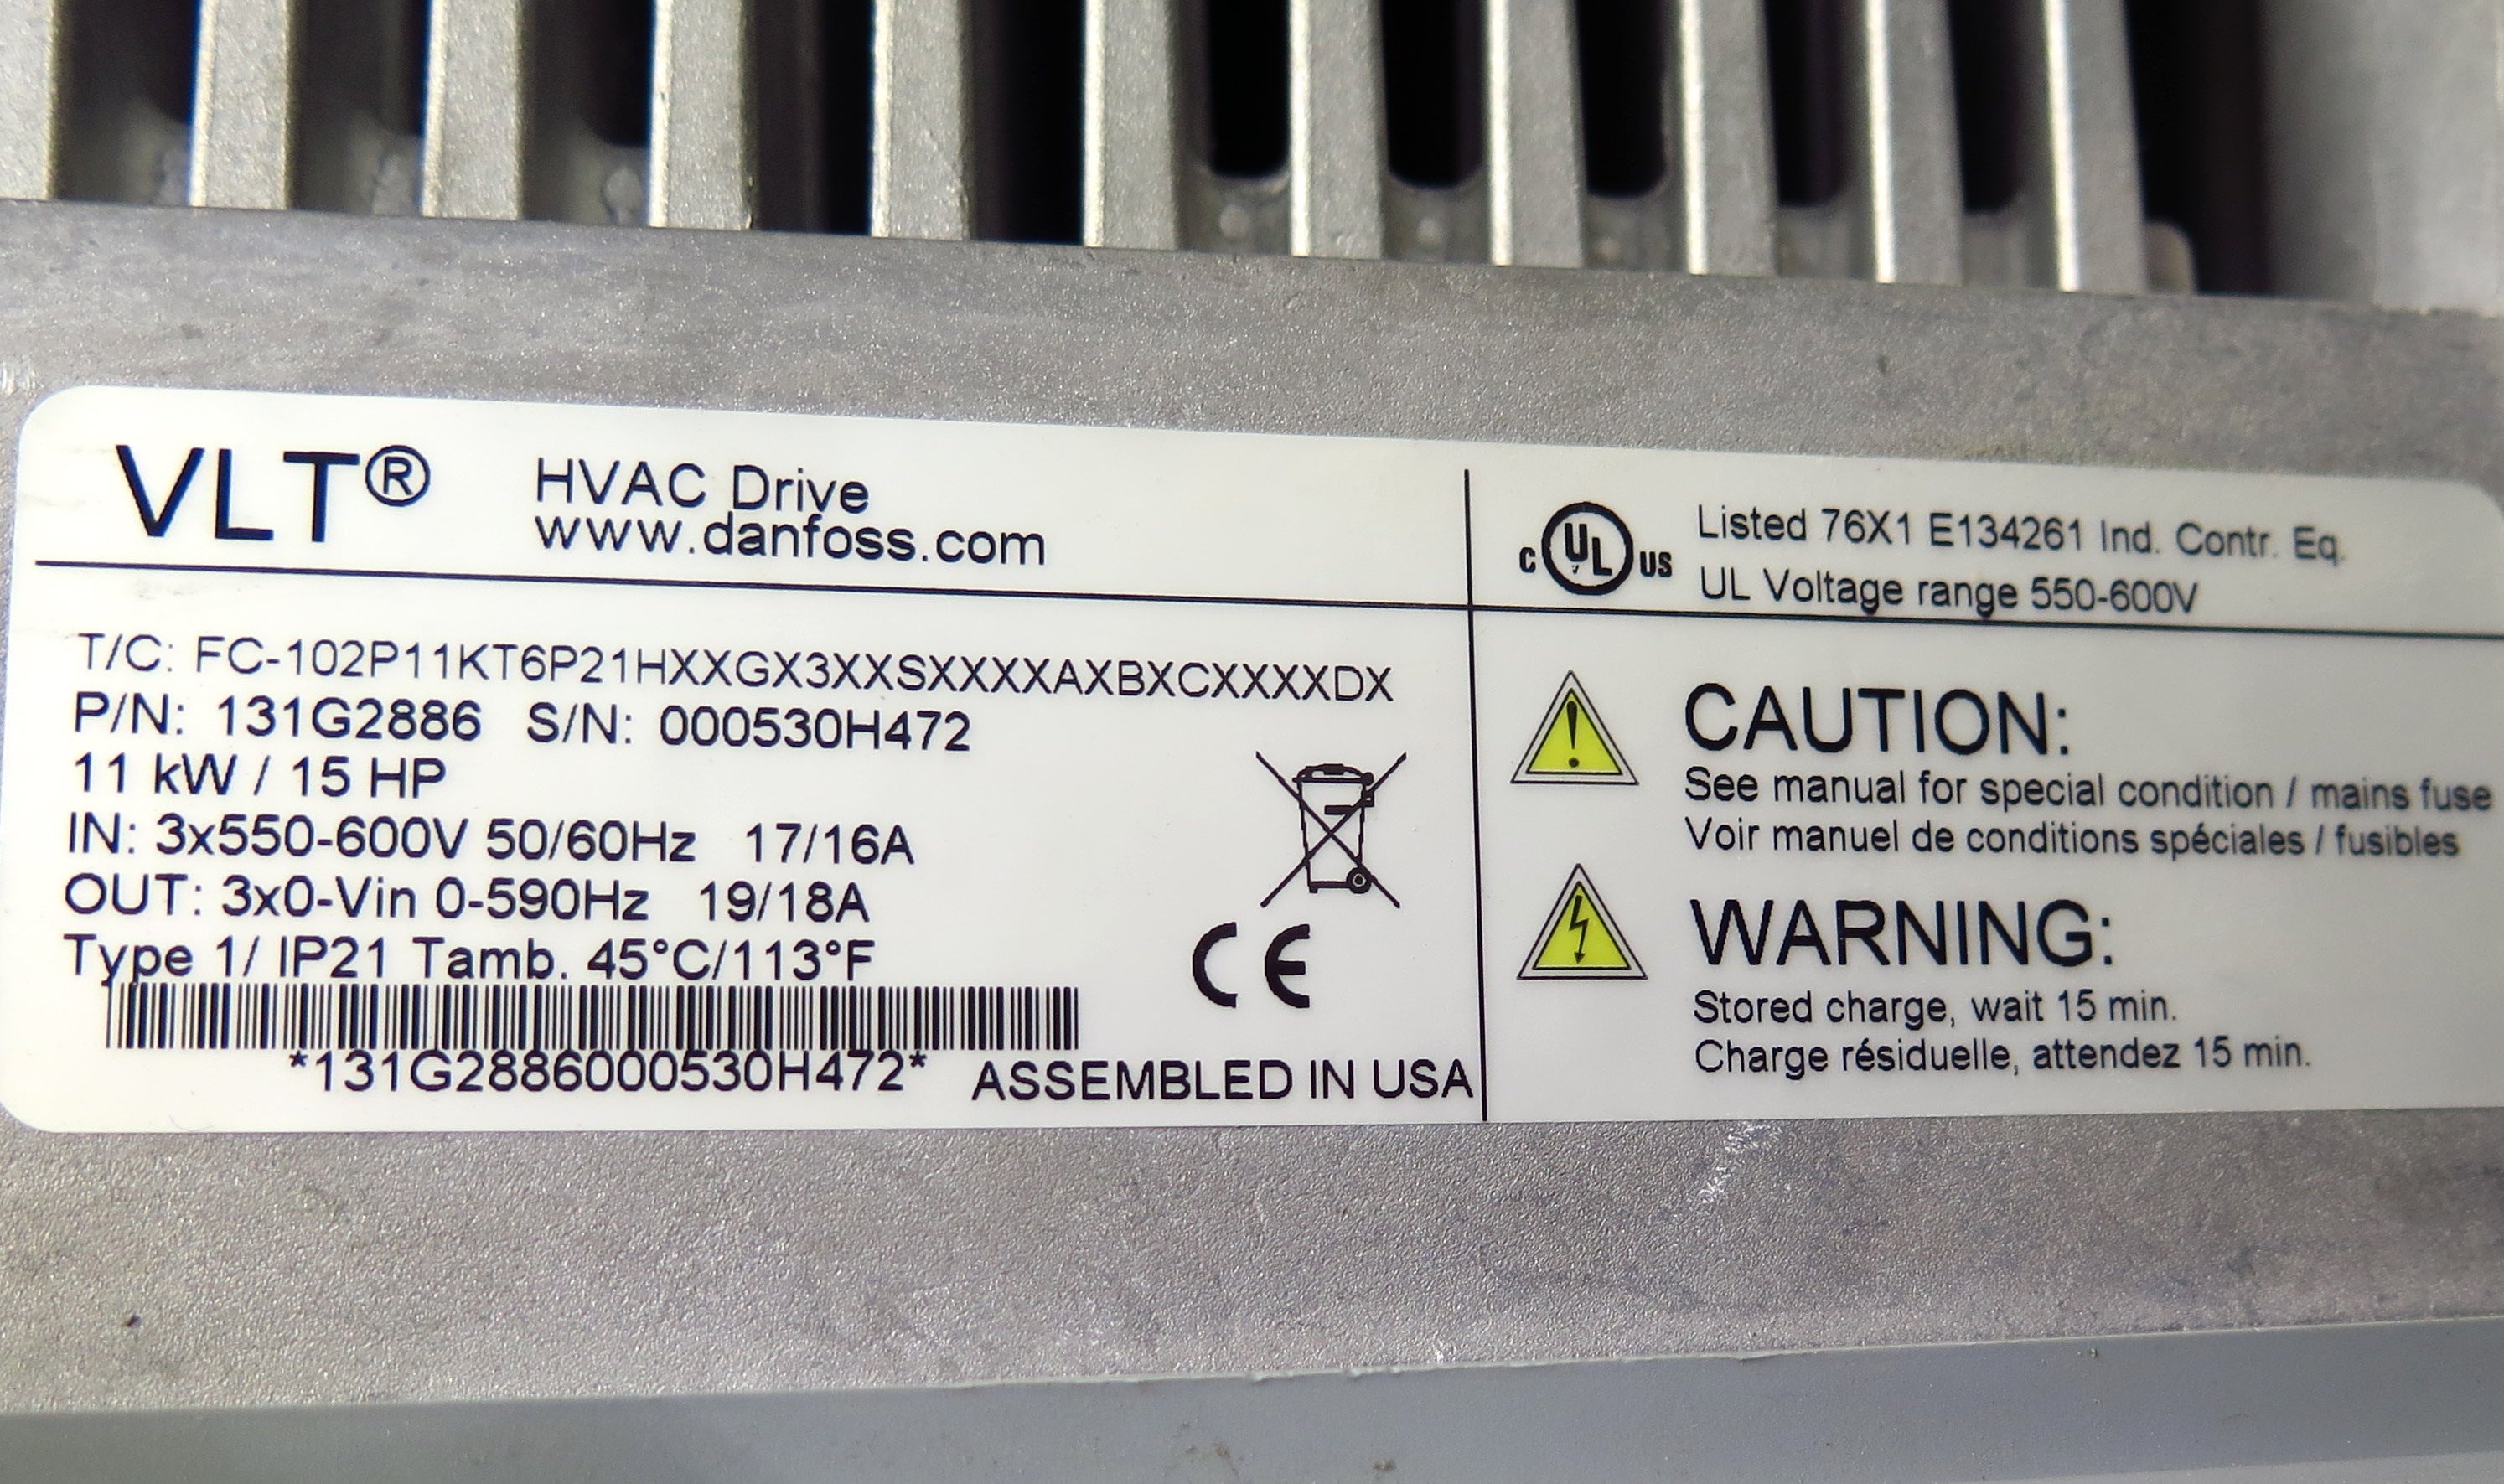 VLT® HVAC Drive
www.danfoss.com
T/C: FC-102P11KT6P21HXXGX3XXSXXXXAXBXCXXXXDX
P/N: 131G2886 S/N: 000530H472
11 kW / 15 HP
IN: 3x550-600V 50/60Hz 17/16A
OUT: 3x0-Vin 0-590Hz 19/18A
Type 1/ IP21 Tamb. 45°C/113°F
*131G2886000530H472*
CE
ASSEMBLED IN USA
C UL US
Listed 76X1 E134261 Ind. Contr. Eq.
UL Voltage range 550-600V
CAUTION:
See manual for special condition / mains fuse
Voir manuel de conditions spéciales / fusibles
WARNING:
Stored charge, wait 15 min.
Charge résiduelle, attendez 15 min.